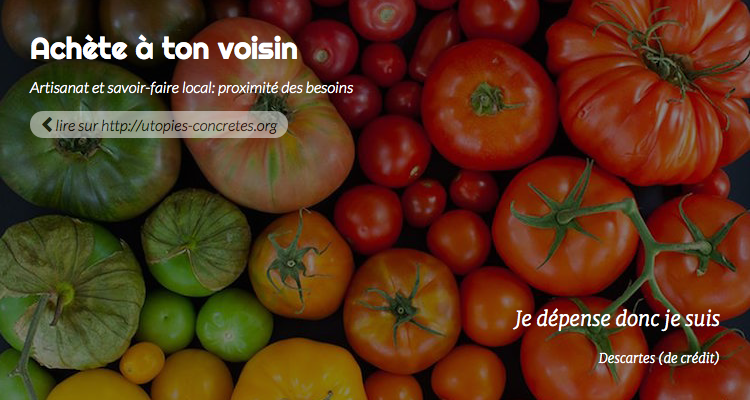 Achète à ton voisin
Artisanat et savoir-faire local: proximité des besoins
lire sur http://utopies-concretes.org
Je dépense donc je suis
Descartes (de crédit)